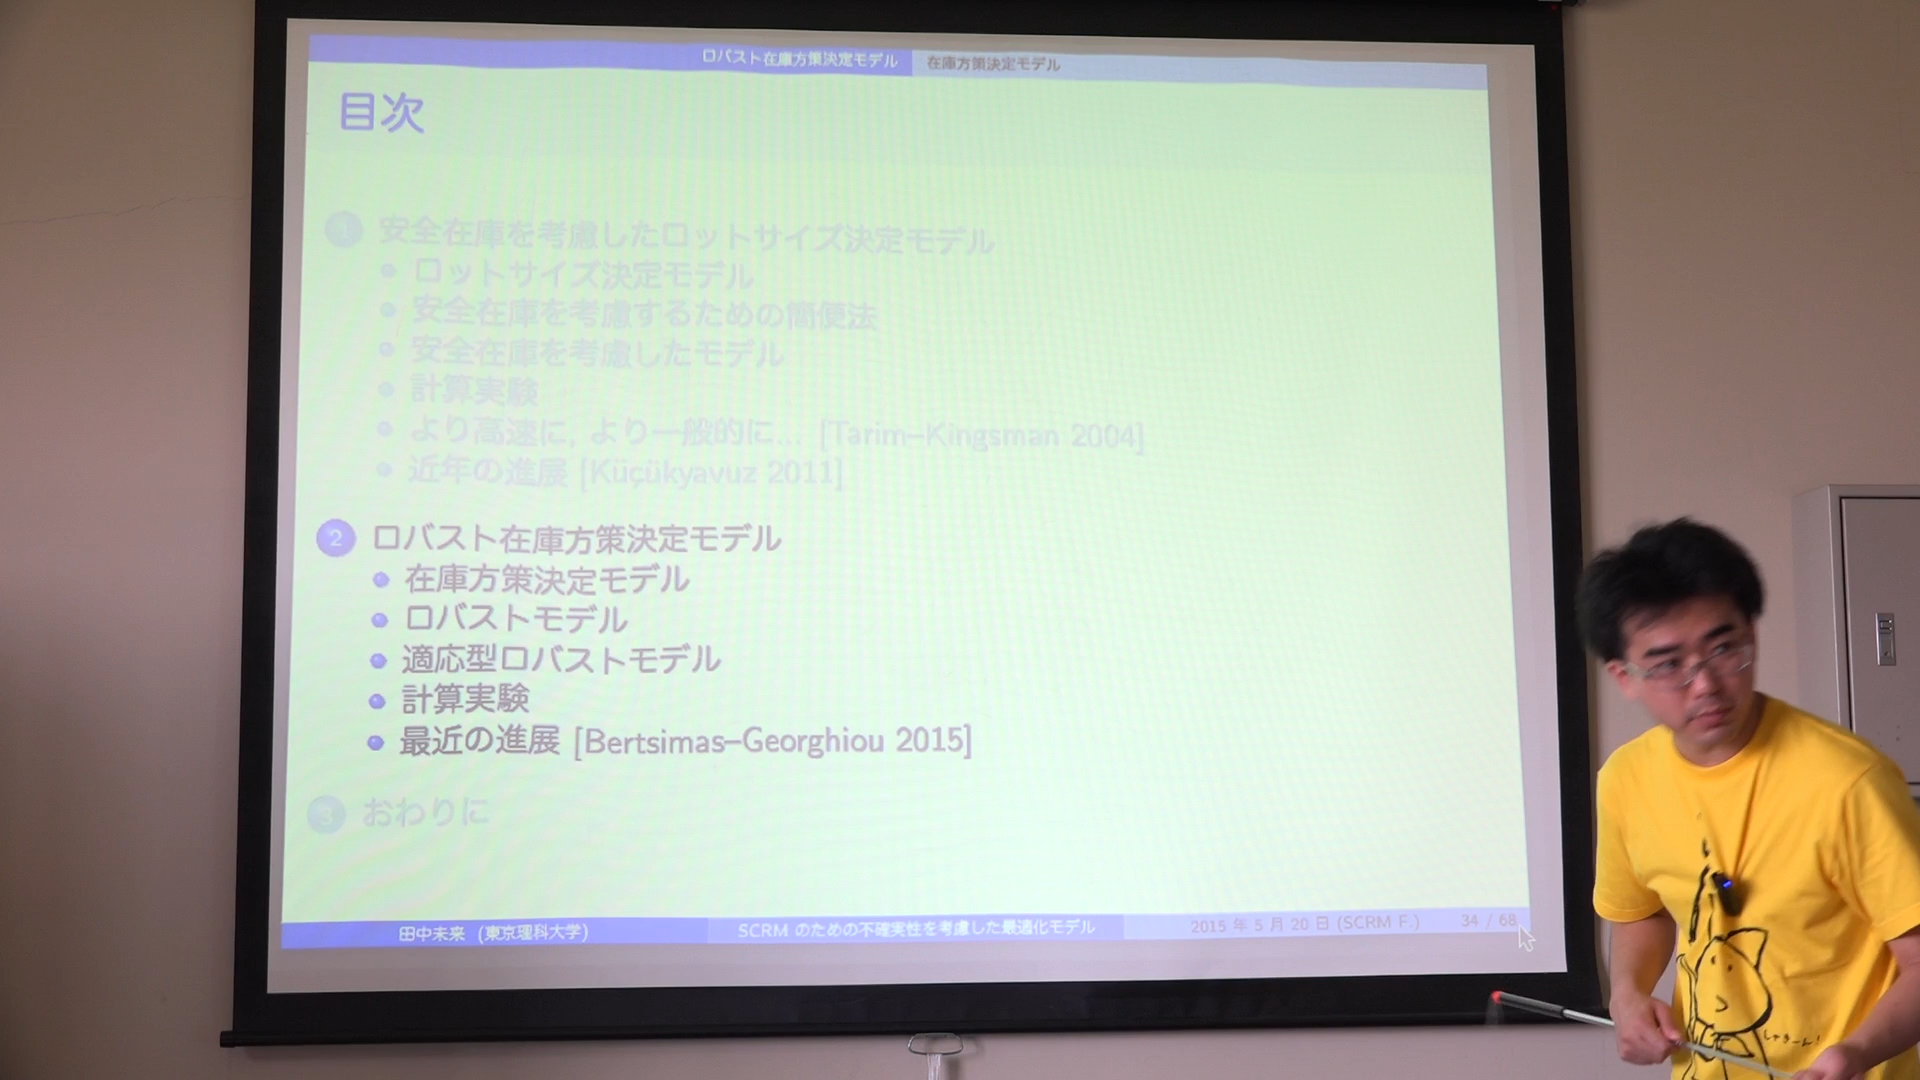 ロバスト在庫方策決定モデル 在庫方策決定モデル
目次
1 安全在庫を考慮したロットサイズ決定モデル
ロットサイズ決定モデル
安全在庫を考慮するための簡便法
安全在庫を考慮したモデル
計算実験
より高速に, より一般的に... [Tarim–Kingsman 2004]
近年の進展 [Küçükyavuz 2011]
2 ロバスト在庫方策決定モデル
在庫方策決定モデル
ロバストモデル
適応型ロバストモデル
計算実験
最近の進展 [Bertsimas–Georghiou 2015]
3 おわりに
田中未来 (東京理科大学) SCRM のための不確実性を考慮した最適化モデル 2015 年 5 月 20 日 (SCRM F.) 34 / 68
しゃきーん!